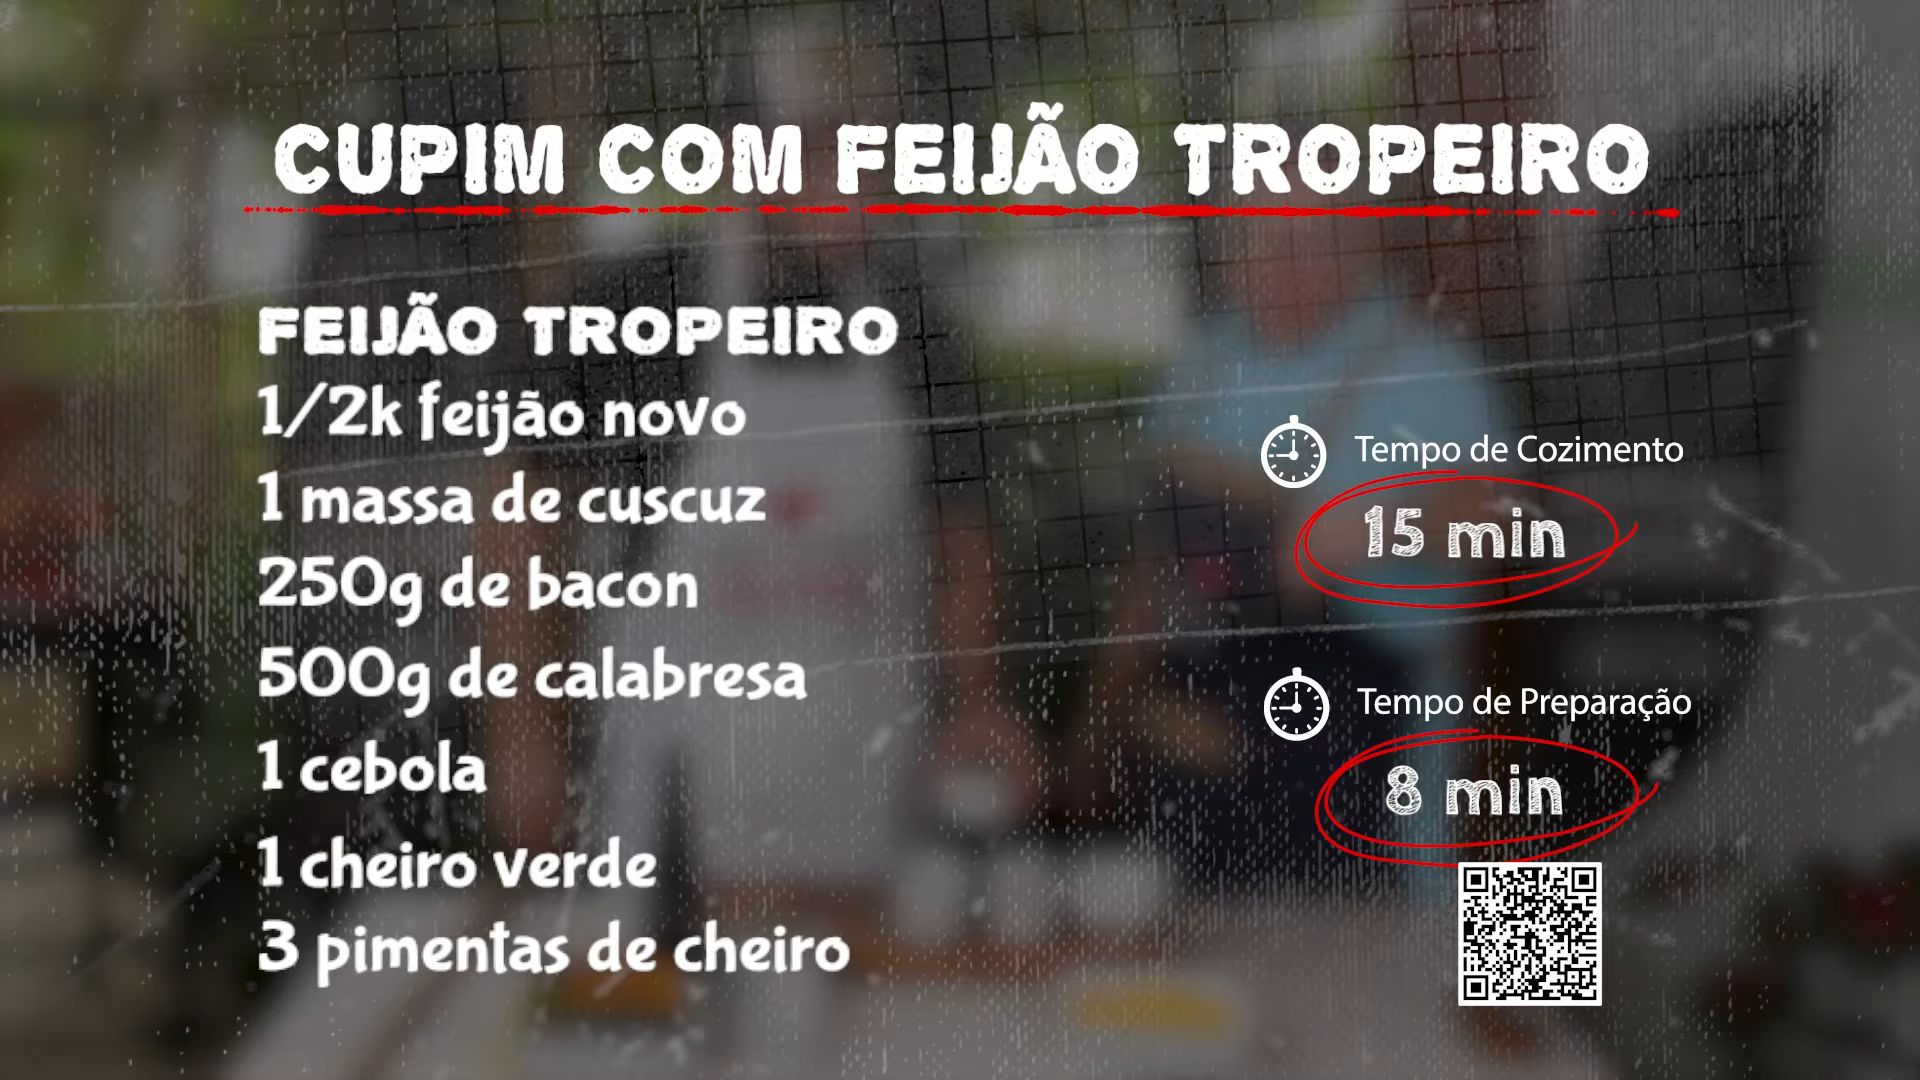 CUPIM COM FEIJÃO TROPEIRO
FEIJÃO TROPEIRO
1/2k feijão novo
1 massa de cuscuz
250g de bacon
500g de calabresa
1 cebola
1 cheiro verde
3 pimentas de cheiro
Tempo de Cozimento
15 min
Tempo de Preparação
8 min